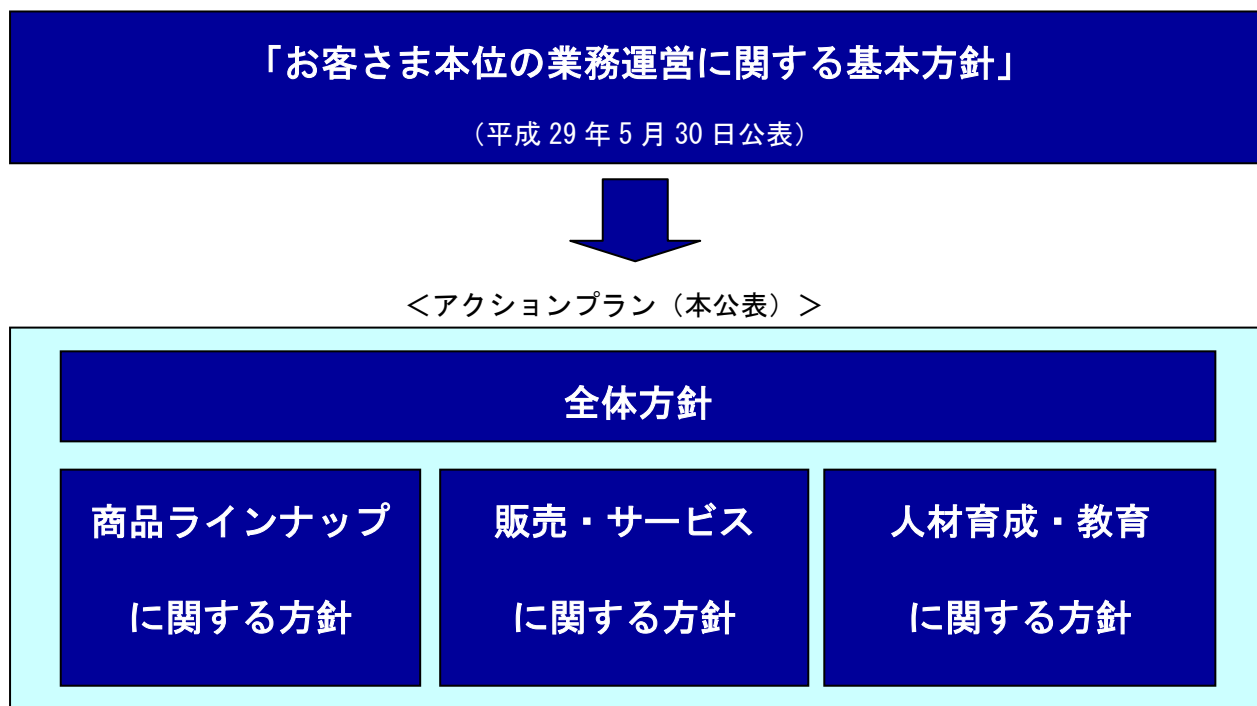 「お客さま本位の業務運営に関する基本方針」
（平成 29 年 5 月 30 日公表）
＜アクションプラン（本公表）＞
全体方針
商品ラインナップ
に関する方針
販売・サービス
に関する方針
人材育成・教育
に関する方針